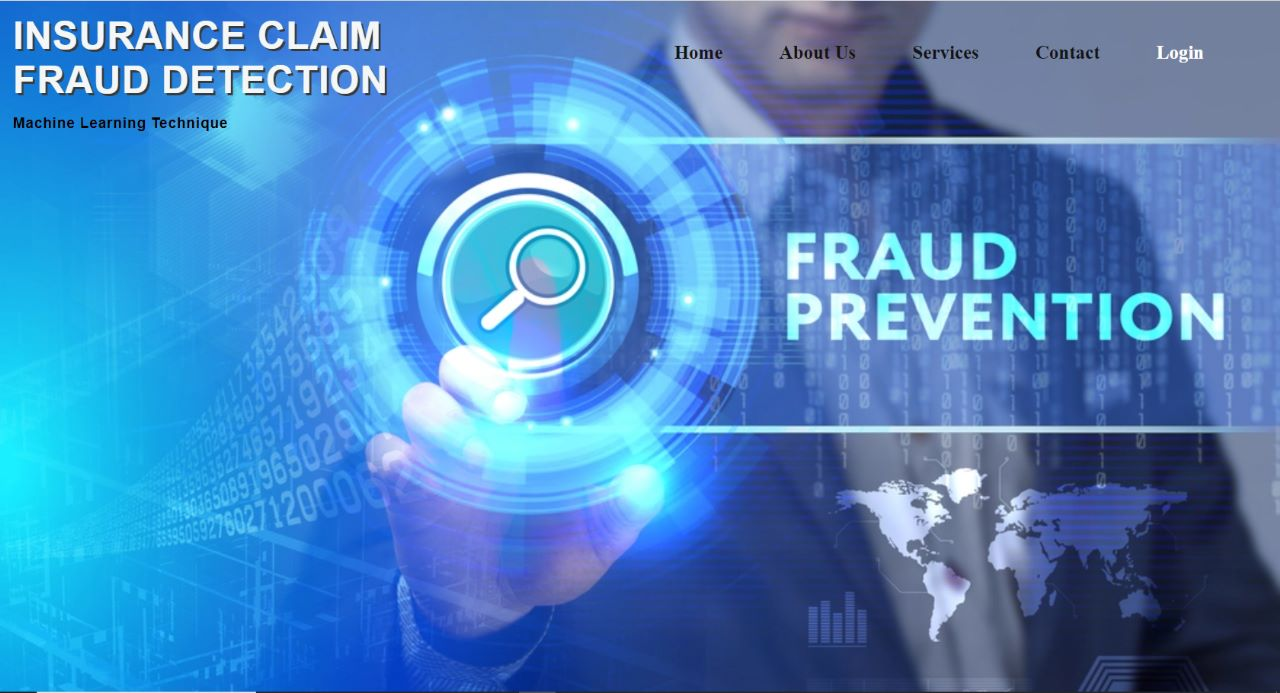 INSURANCE CLAIM
FRAUD DETECTION
Machine Learning Technique
Home About Us Services Contact Login
FRAUD
PREVENTION